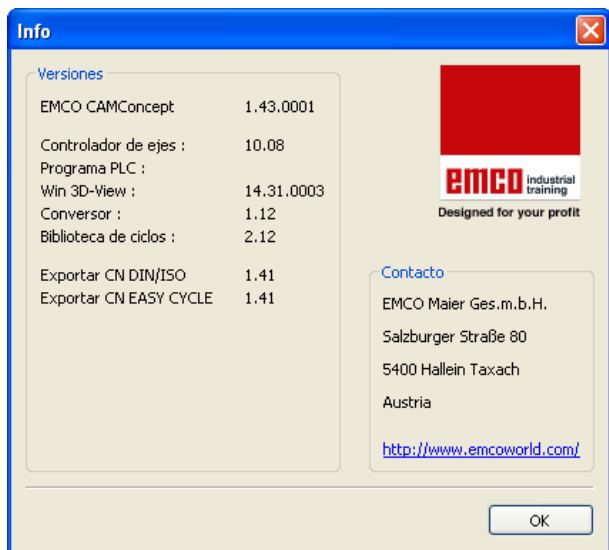 Info
Versiones
EMCO CAMConcept 1.43.0001
Controlador de ejes : 10.08
Programa PLC :
Win 3D-View : 14.31.0003
Conversor : 1.12
Biblioteca de ciclos : 2.12
Exportar CN DIN/ISO 1.41
Exportar CN EASY CYCLE 1.41
emco industrial training
Designed for your profit
Contacto
EMCO Maier Ges.m.b.H.
Salzburger Straße 80
5400 Hallein Taxach
Austria
http://www.emcoworld.com/
OK